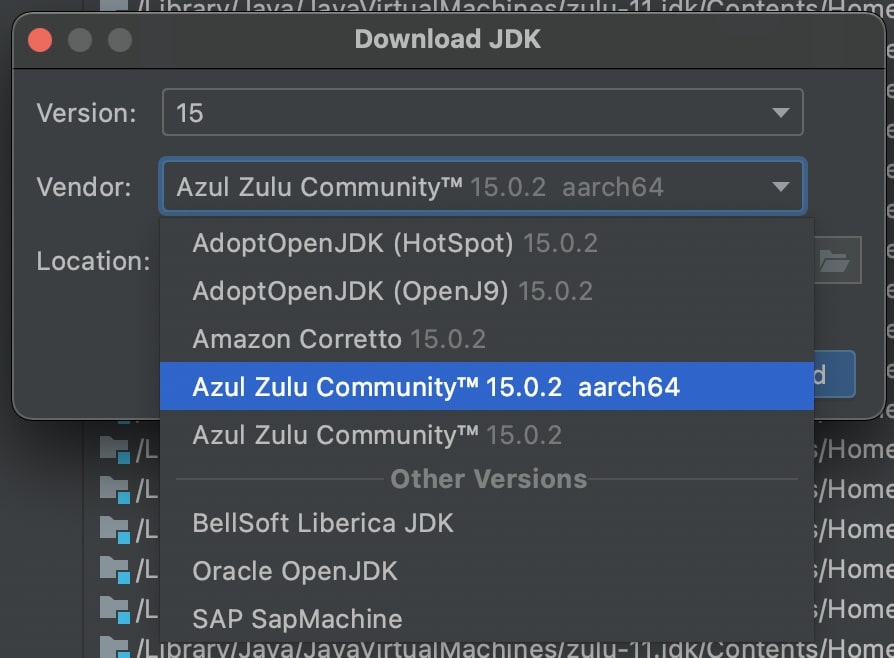 /Library/Java/JavaVirtualMachines/zulu-11.jdk/Contents/Home
Download JDK
Version: 15
Vendor: Azul Zulu Community™ 15.0.2 aarch64
AdoptOpenJDK (HotSpot) 15.0.2
Location:
AdoptOpenJDK (OpenJ9) 15.0.2
Amazon Corretto 15.0.2
Azul Zulu Community™ 15.0.2 aarch64
d
Azul Zulu Community™ 15.0.2
/L s/Home
Other Versions
/L s/Home
BellSoft Liberica JDK
/L s/Home
Oracle OpenJDK
/L s/Home
SAP SapMachine
/L s/Home
/Library/Java/JavaVirtualMachines/zulu-11.jdk/Contents/Home